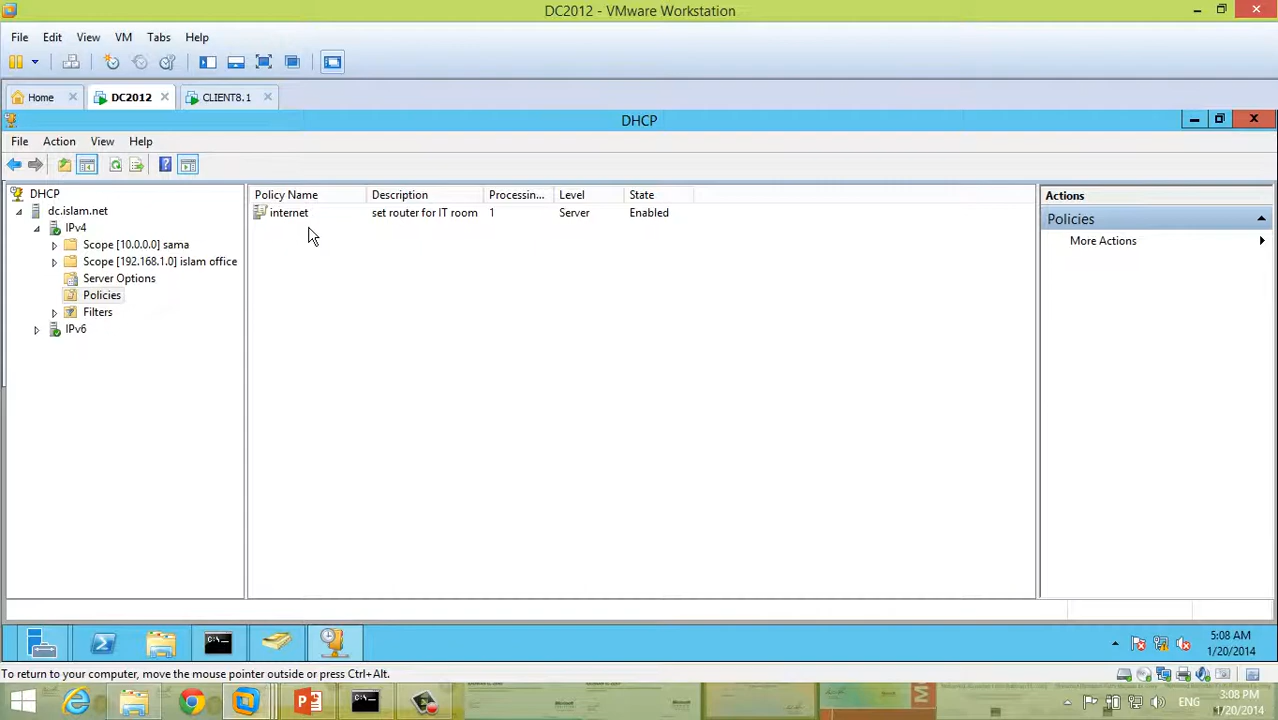 DC2012 - VMware Workstation
File Edit View VM Tabs Help
Home DC2012 CLIENT8.1
DHCP
File Action View Help
DHCP
dc.islam.net
IPv4
Scope [10.0.0.0] sama
Scope [192.168.1.0] islam office
Server Options
Policies
Filters
IPv6
Policy Name Description Processin... Level State
internet set router for IT room 1 Server Enabled
Actions
Policies
More Actions
5:08 AM
1/20/2014
To return to your computer, move the mouse pointer outside or press Ctrl+Alt.
ENG
3:08 PM
1/20/2014